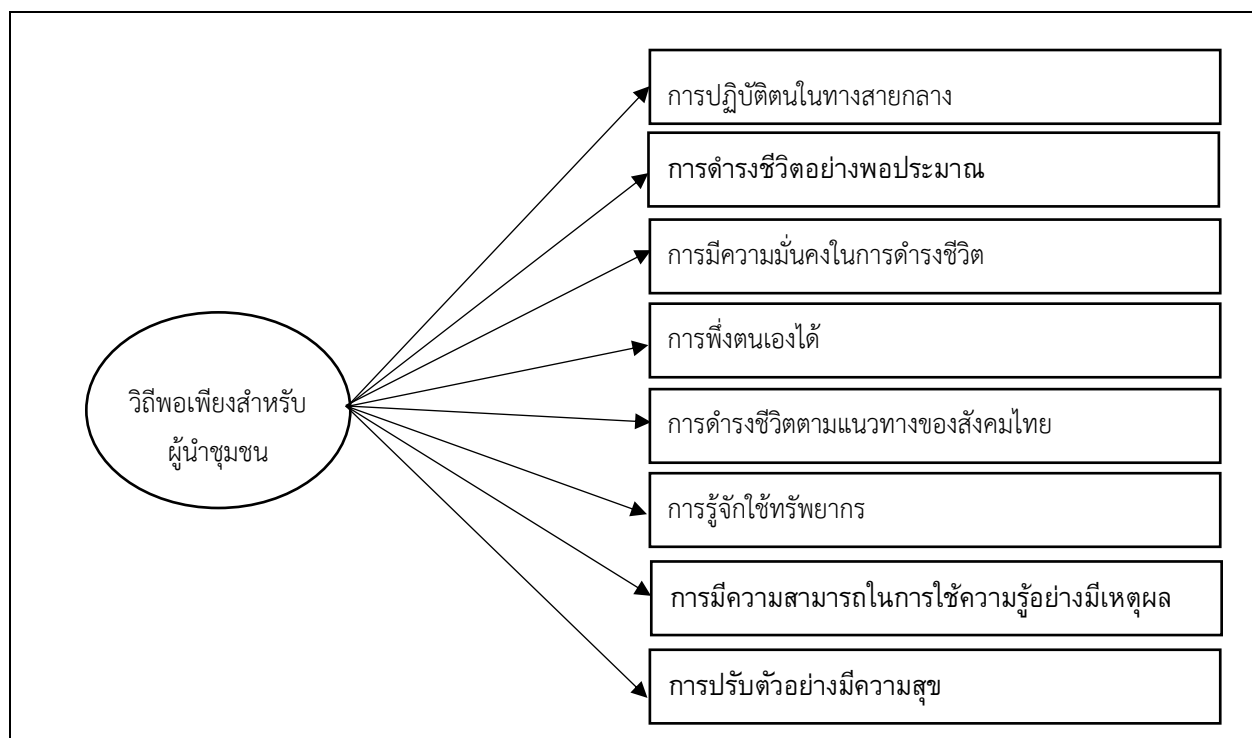 วิถีพอเพียงสำหรับ
ผู้นำชุมชน
การปฏิบัติตนในทางสายกลาง
การดำรงชีวิตอย่างพอประมาณ
การมีความมั่นคงในการดำรงชีวิต
การพึ่งตนเองได้
การดำรงชีวิตตามแนวทางของสังคมไทย
การรู้จักใช้ทรัพยากร
การมีความสามารถในการใช้ความรู้อย่างมีเหตุผล
การปรับตัวอย่างมีความสุข